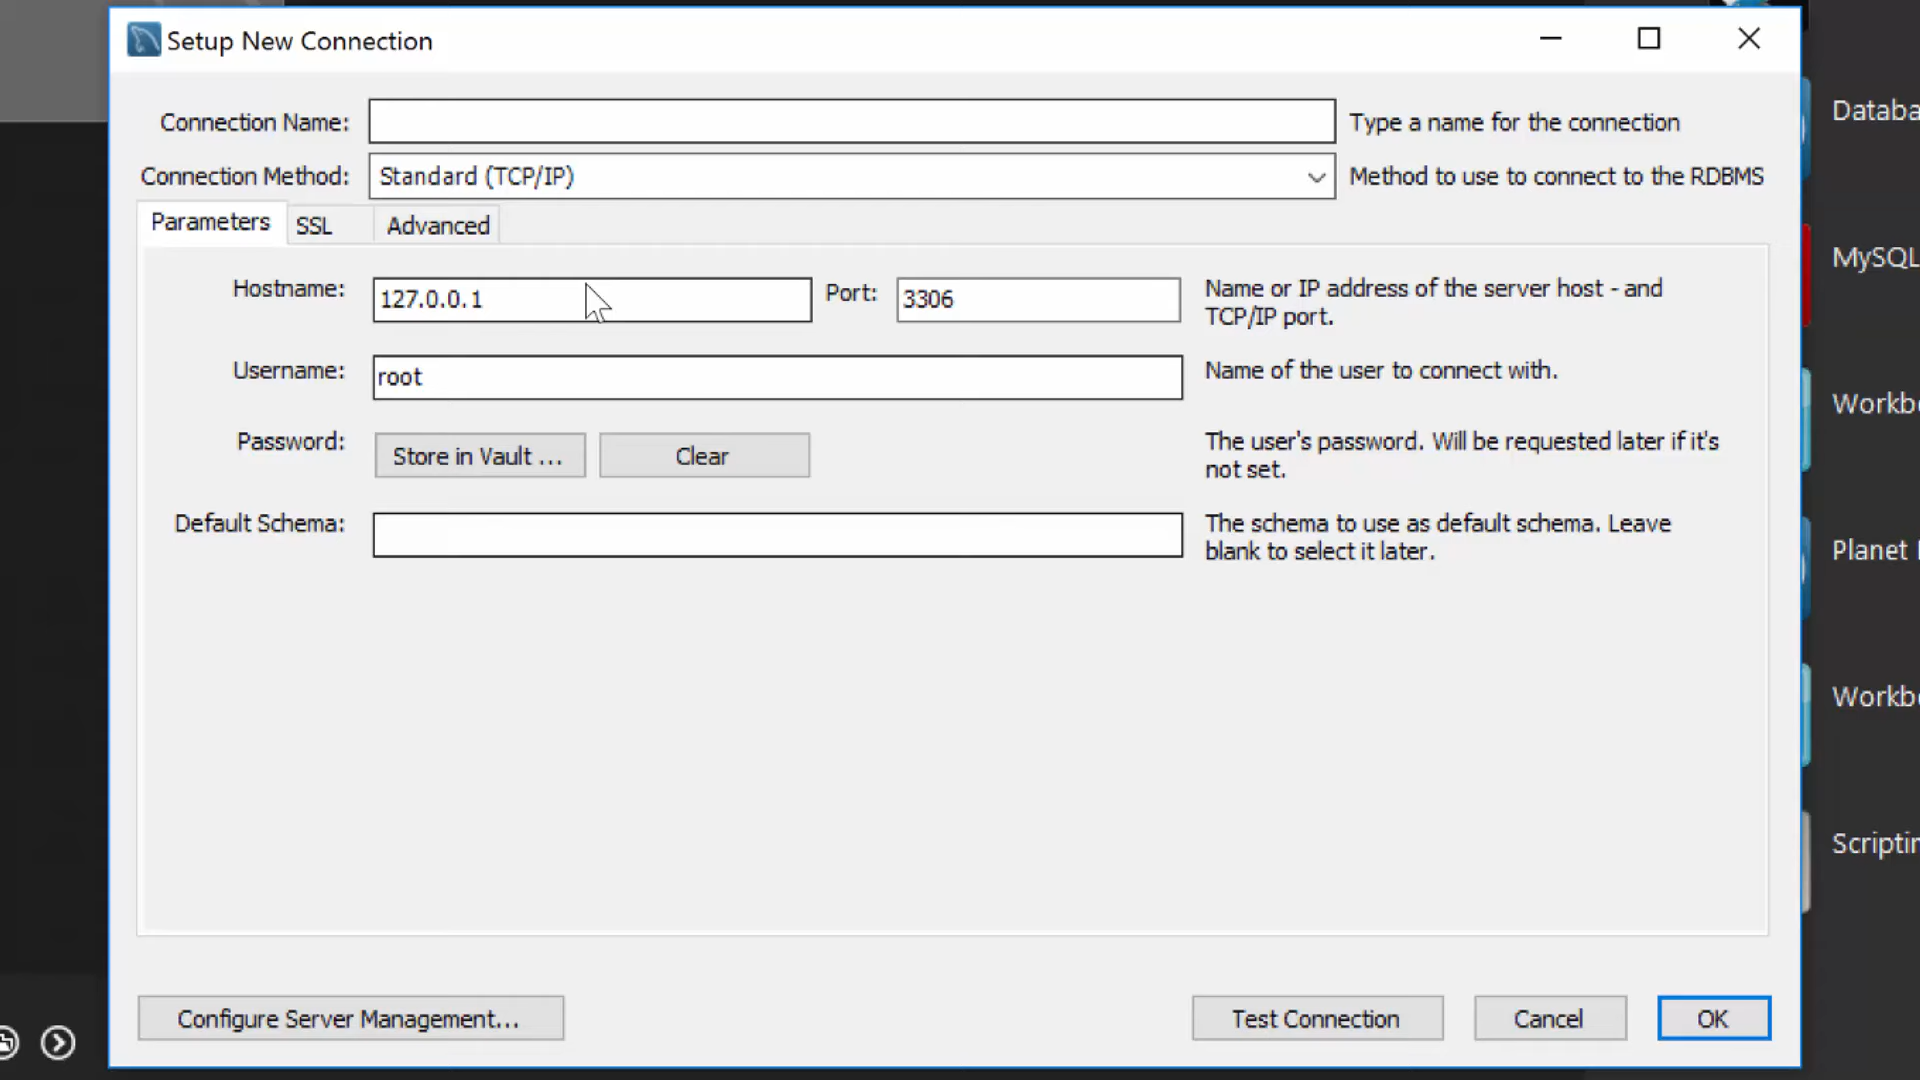 Setup New Connection
Connection Name:
Type a name for the connection
Connection Method: Standard (TCP/IP)
Method to use to connect to the RDBMS
Parameters SSL Advanced
Hostname: 127.0.0.1 Port: 3306
Name or IP address of the server host - and
TCP/IP port.
Username: root
Name of the user to connect with.
Password: Store in Vault ... Clear
The user's password. Will be requested later if it's
not set.
Default Schema:
The schema to use as default schema. Leave
blank to select it later.
Configure Server Management... Test Connection Cancel OK
MySQL
Planet